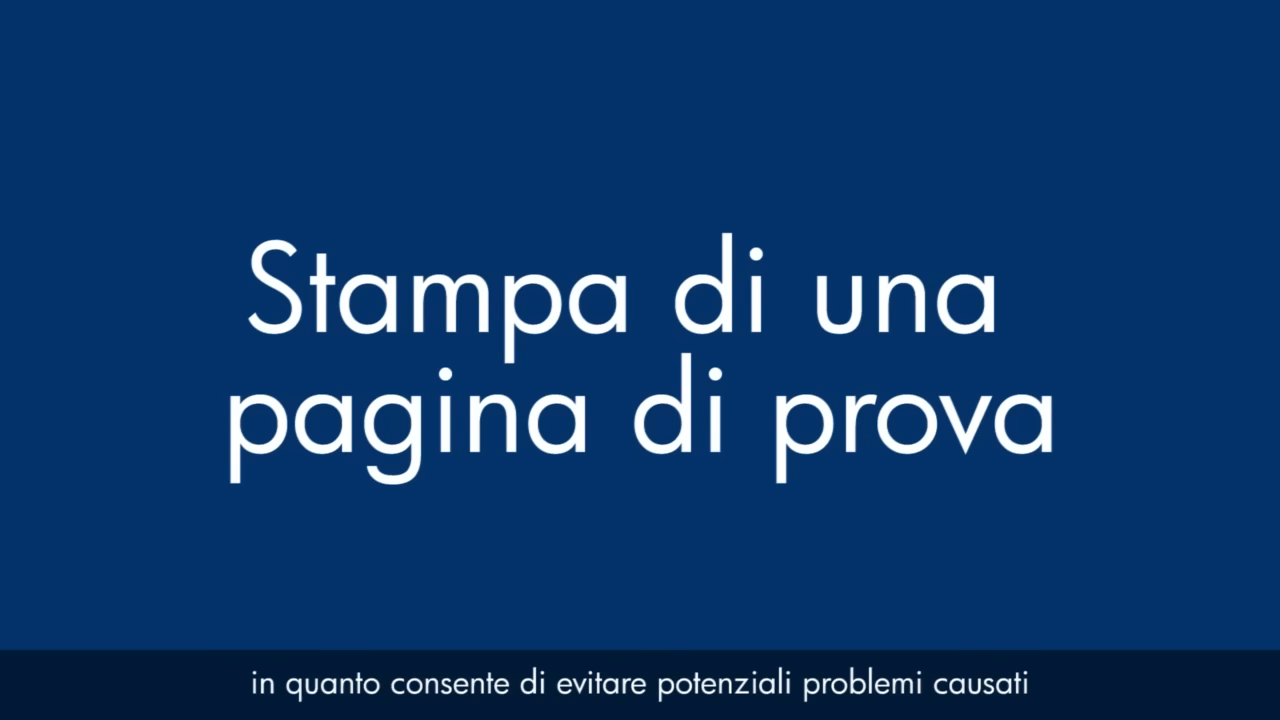 Stampa di una
pagina di prova
in quanto consente di evitare potenziali problemi causati